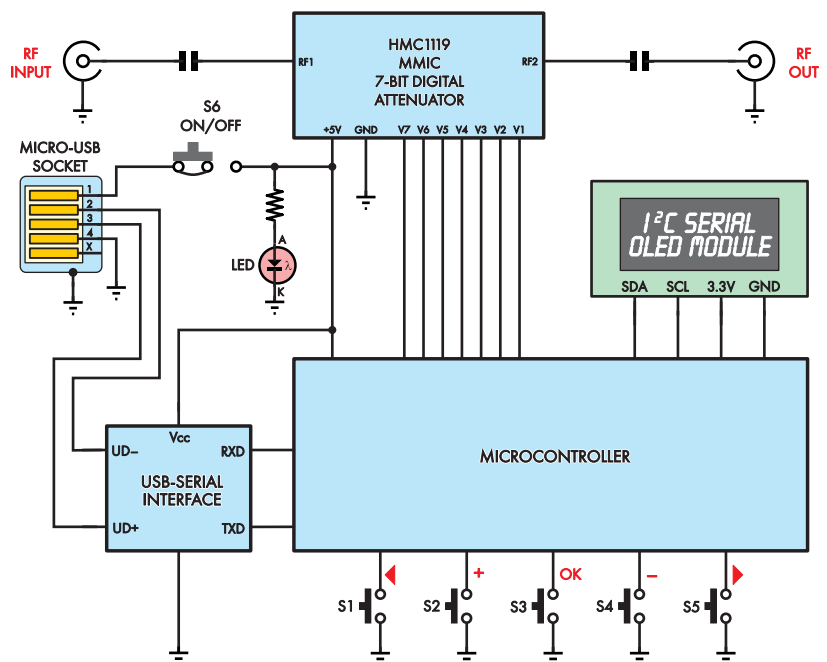 RF
INPUT
HMC1119
MMIC
7-BIT DIGITAL
ATTENUATOR
RF1
RF2
RF
OUT
+5V GND V7 V6 V5 V4 V3 V2 V1
S6
ON/OFF
MICRO-USB
SOCKET
1
2
3
4
X
A
LED
λ
K
I²C SERIAL
OLED MODULE
SDA SCL 3.3V GND
Vcc
UD–
RXD
USB-SERIAL
INTERFACE
UD+
TXD
MICROCONTROLLER
+
OK
–
S1
S2
S3
S4
S5